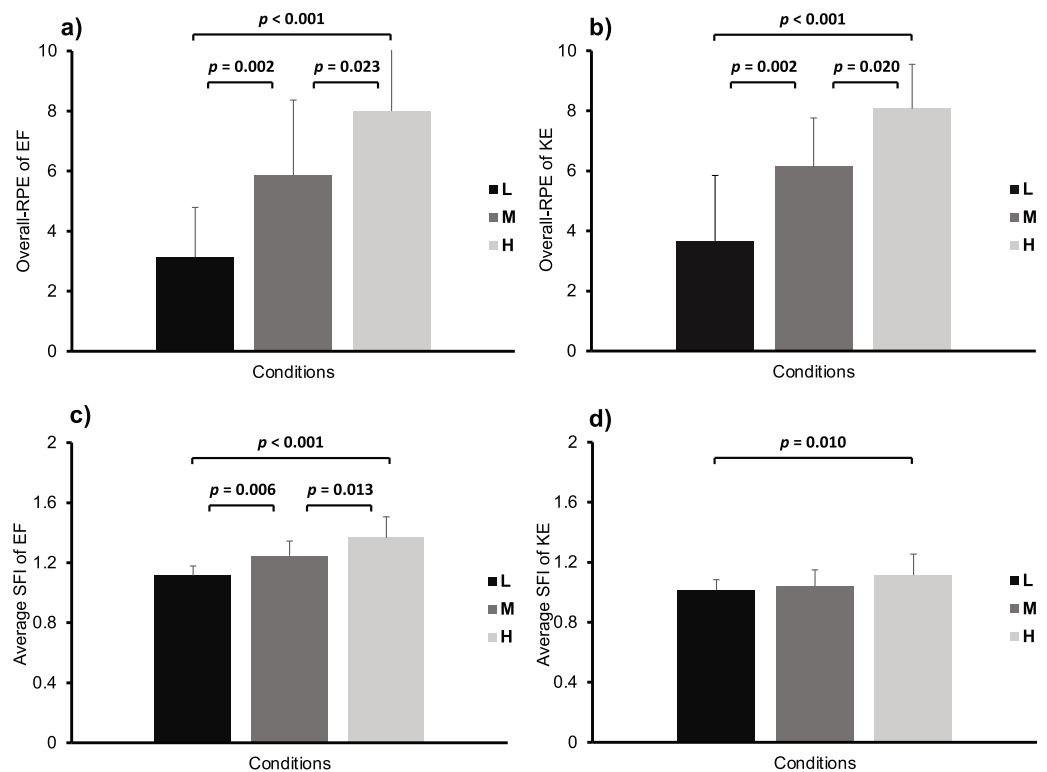 a)
p < 0.001
p = 0.002
p = 0.023
10
8
6
4
2
0
Overall-RPE of EF
Conditions
L
M
H
b)
p < 0.001
p = 0.002
p = 0.020
10
8
6
4
2
0
Overall-RPE of KE
Conditions
L
M
H
c)
p < 0.001
p = 0.006
p = 0.013
2
1.6
1.2
0.8
0.4
0
Average SFI of EF
Conditions
L
M
H
d)
p = 0.010
2
1.6
1.2
0.8
0.4
0
Average SFI of KE
Conditions
L
M
H